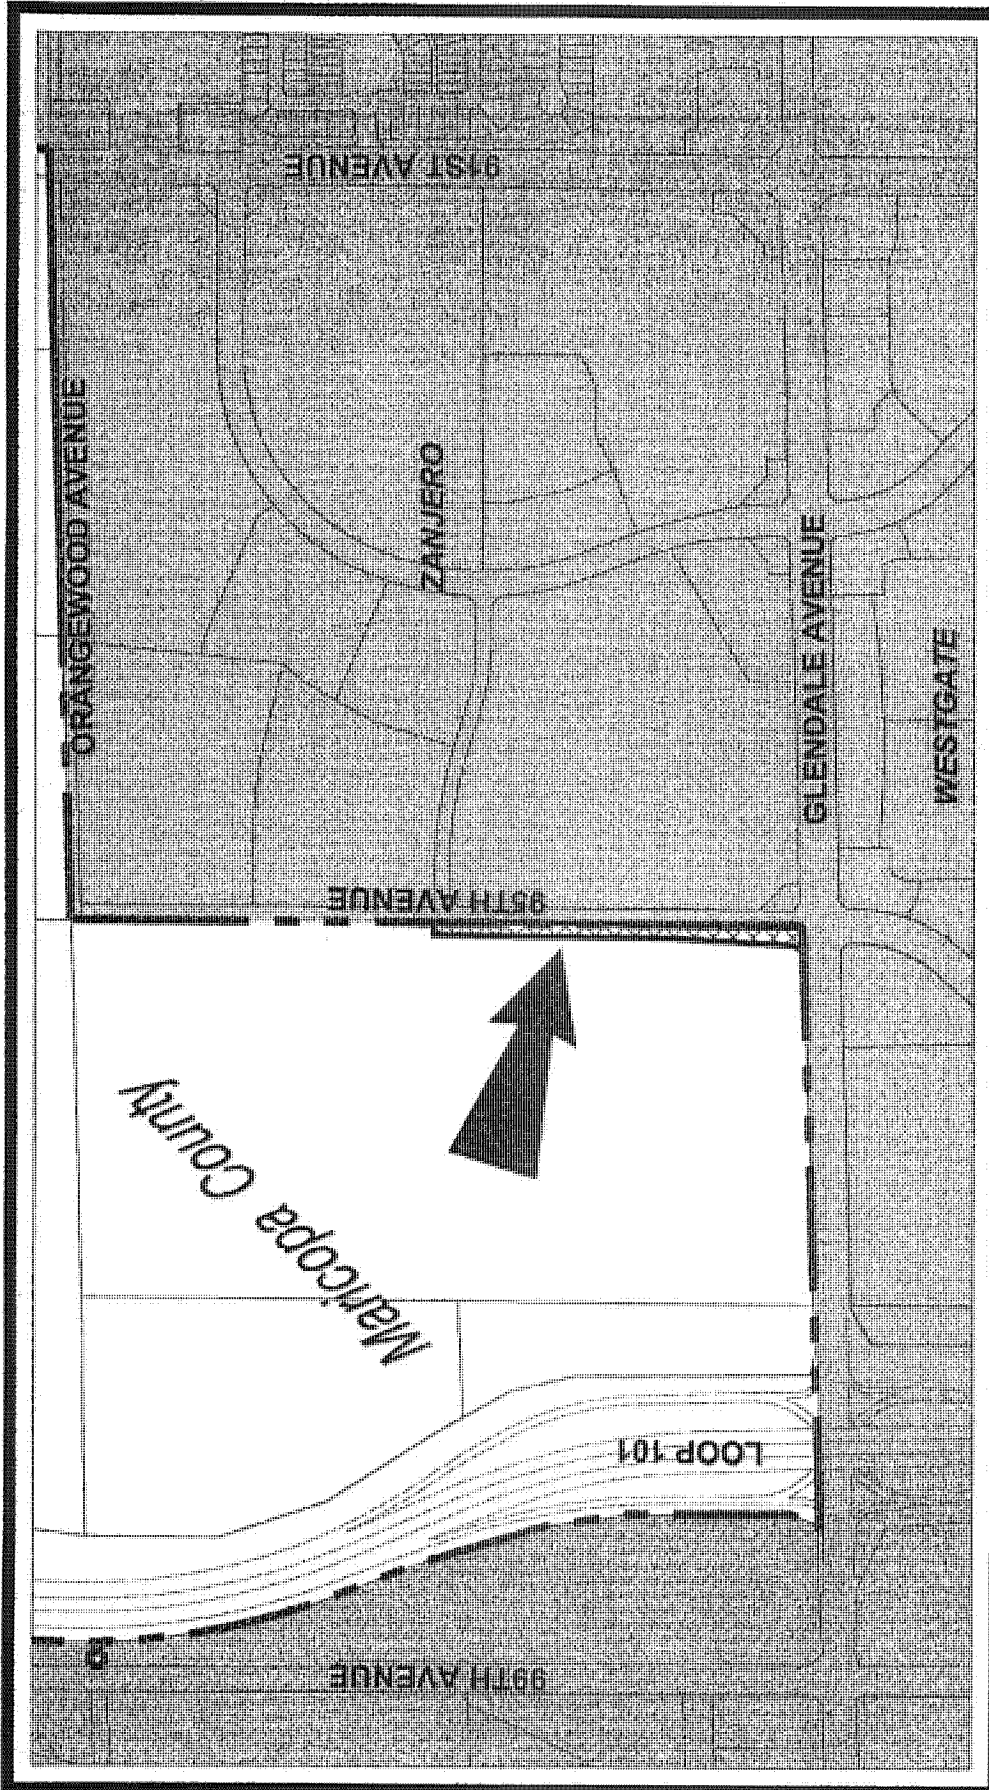 91ST AVENUE
ORANGEWOOD AVENUE
ZANJERO
GLENDALE AVENUE
WESTGATE
95TH AVENUE
Maricopa County
LOOP 101
99TH AVENUE